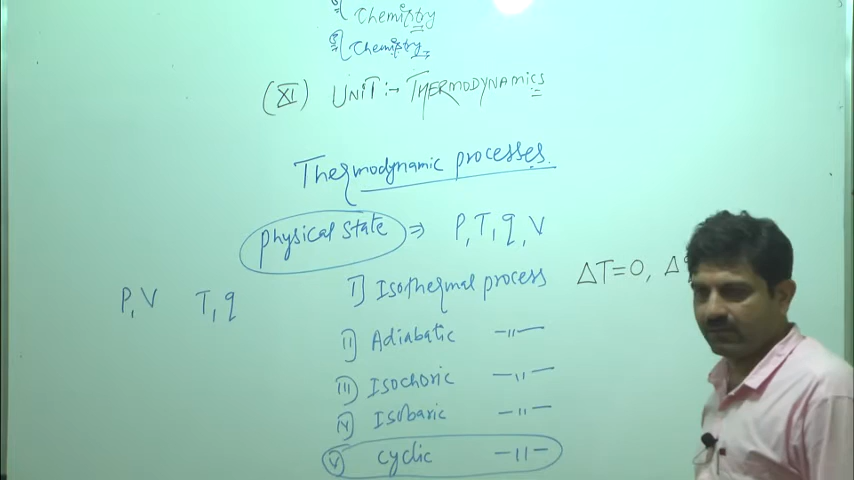 Chemistry
Chemistry
(XI) UNIT :- THERMODYNAMICS
Thermodynamic processes.
Physical state ⇒ P, T, q, V
I) Isothermal process ΔT=0, Δ
P, V T, q
II) Adiabatic —〃—
III) Isochoric —〃—
IV) Isobaric —〃—
V) cyclic —〃—